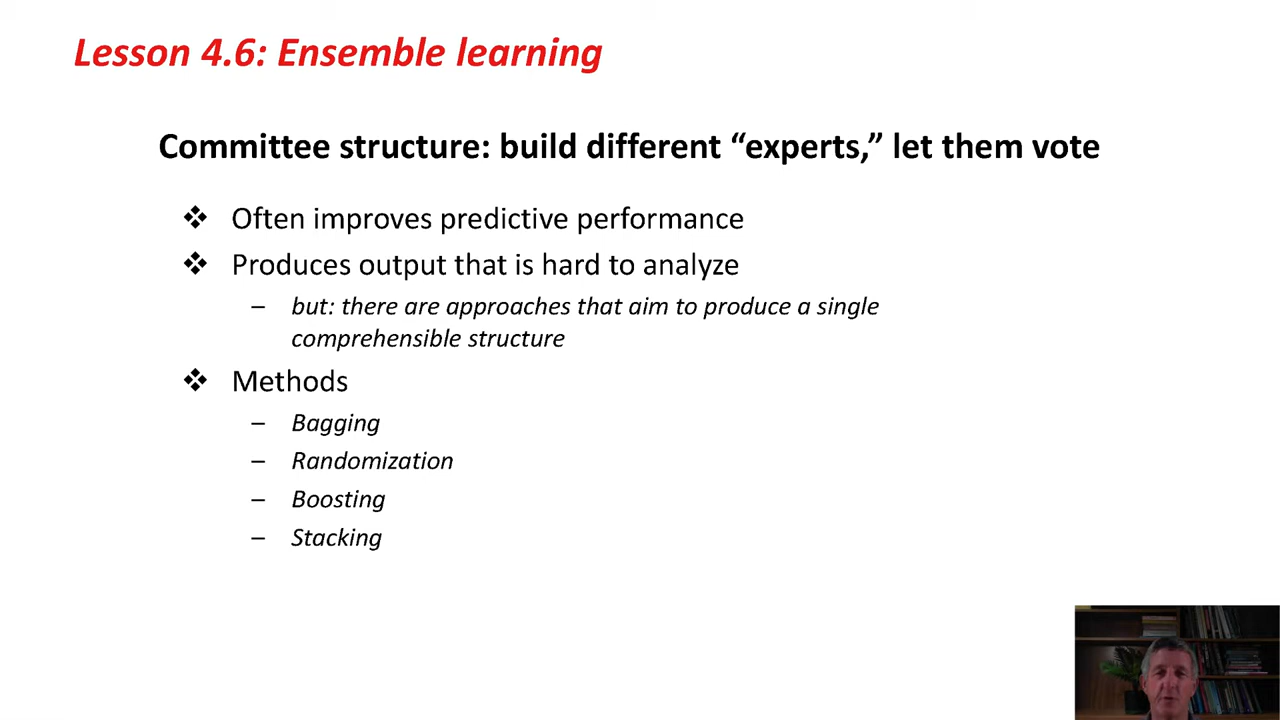 Lesson 4.6: Ensemble learning
Committee structure: build different “experts,” let them vote
❖ Often improves predictive performance
❖ Produces output that is hard to analyze
– but: there are approaches that aim to produce a single
comprehensible structure
❖ Methods
– Bagging
– Randomization
– Boosting
– Stacking